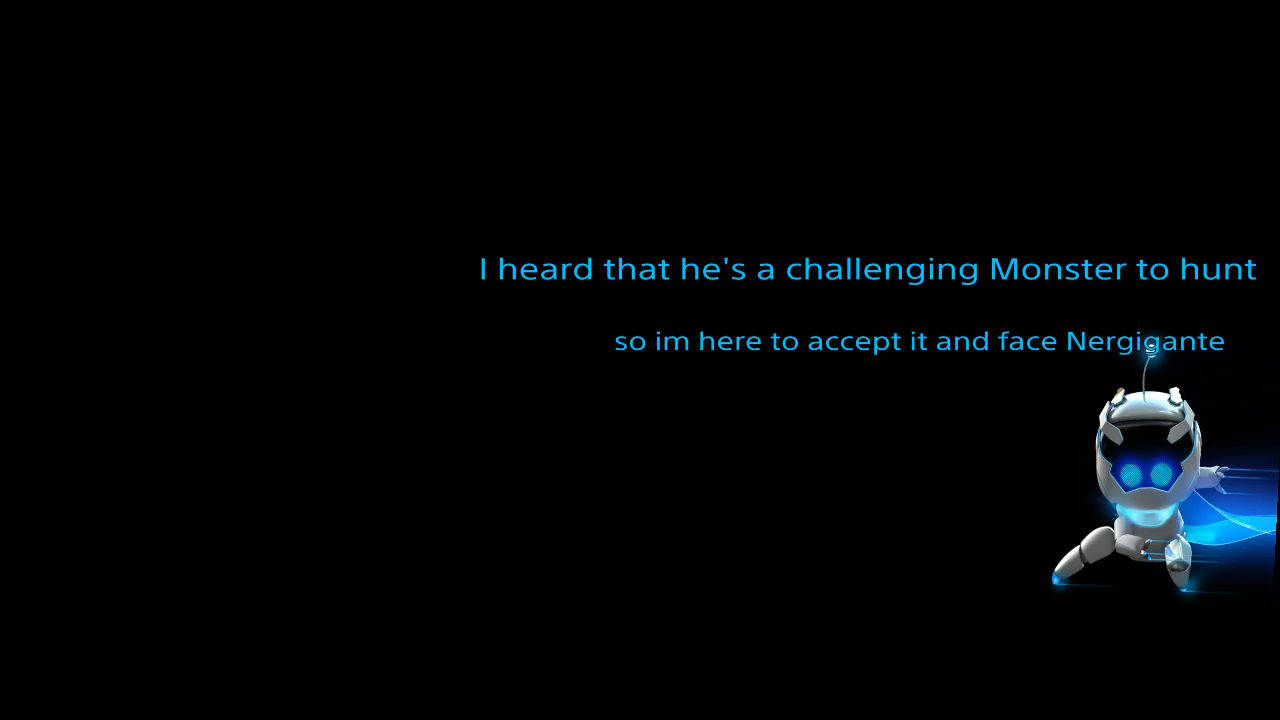 I heard that he's a challenging Monster to hunt
so im here to accept it and face Nergigante